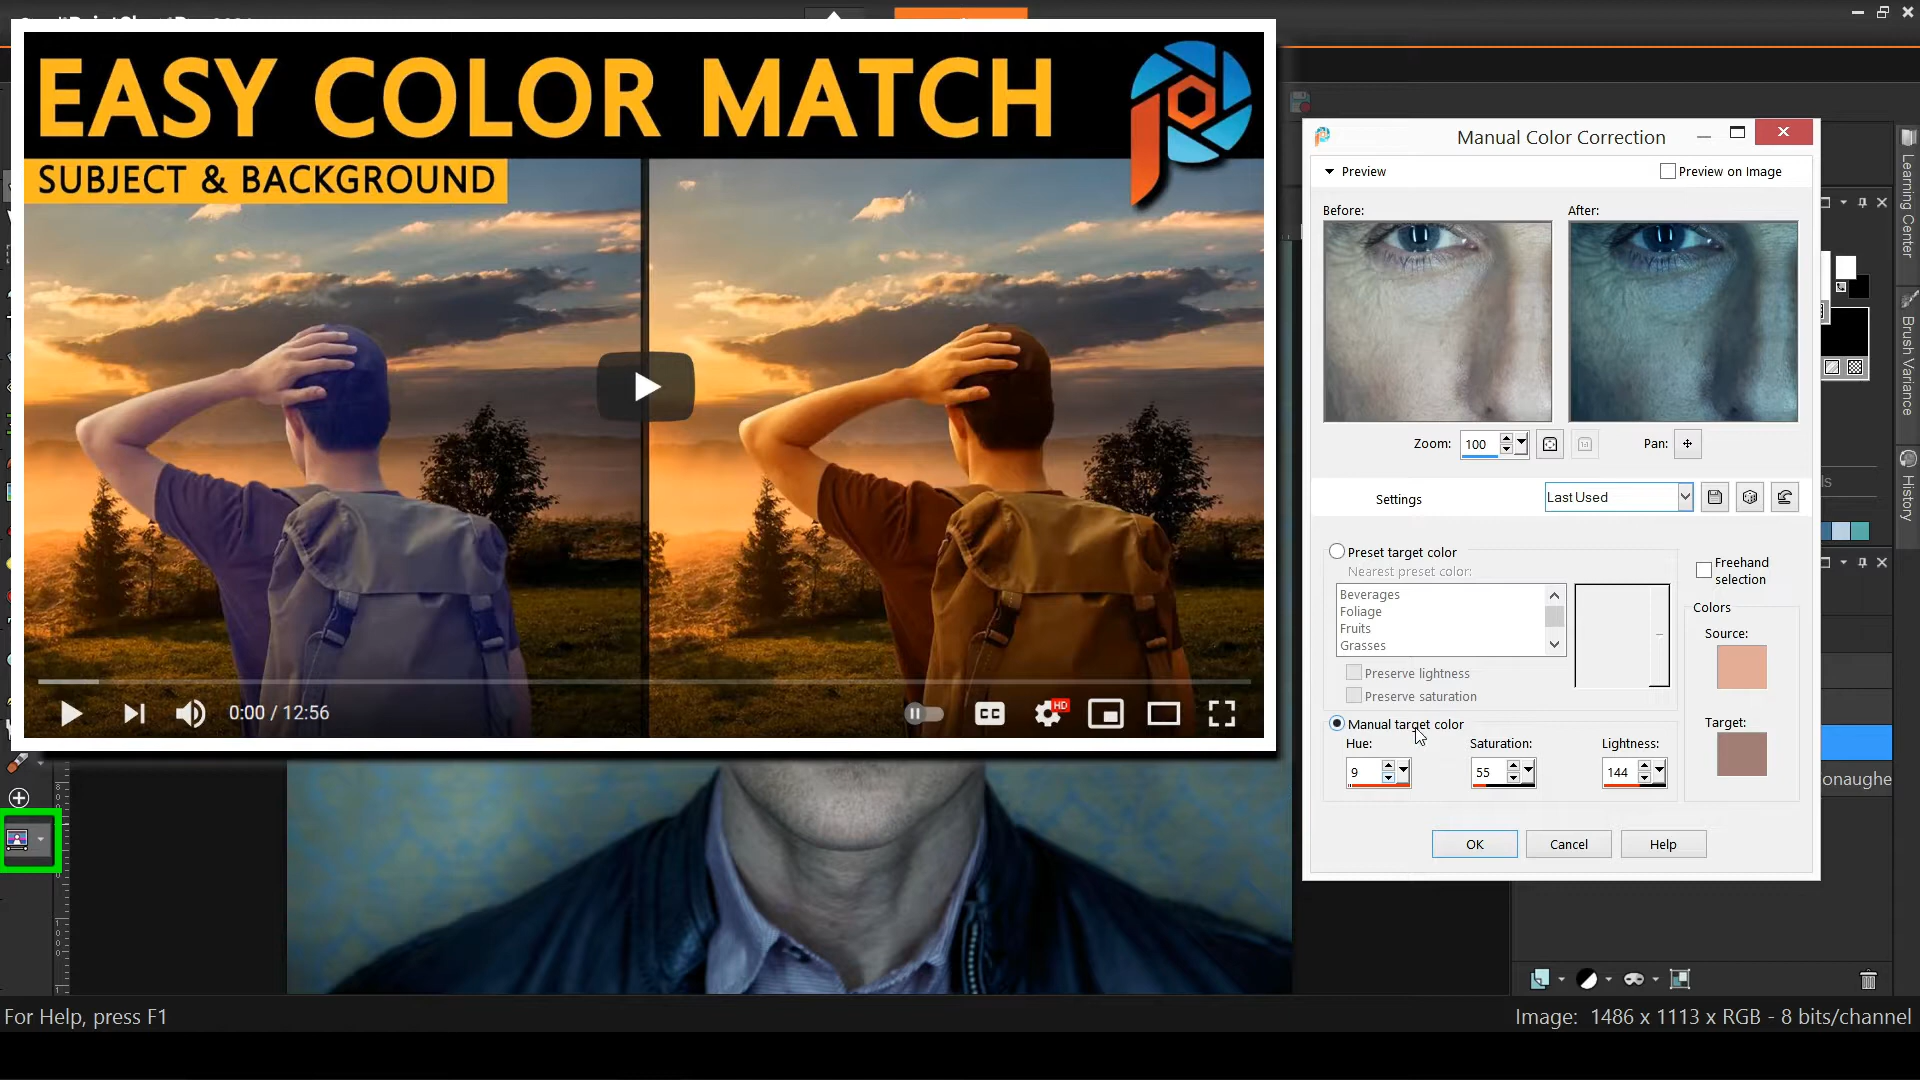 EASY COLOR MATCH
SUBJECT & BACKGROUND
0:00 / 12:56
CC
HD
Manual Color Correction
Preview
Preview on Image
Before:
After:
Zoom:
100
Pan:
Settings
Last Used
Preset target color
Nearest preset color:
Beverages
Foliage
Fruits
Grasses
Preserve lightness
Preserve saturation
Freehand
selection
Colors
Source:
Target:
Manual target color
Hue:
Saturation:
Lightness:
9
55
144
OK
Cancel
Help
Learning Center
Brush Variance
History
onaughe
For Help, press F1
Image: 1486 x 1113 x RGB - 8 bits/channel